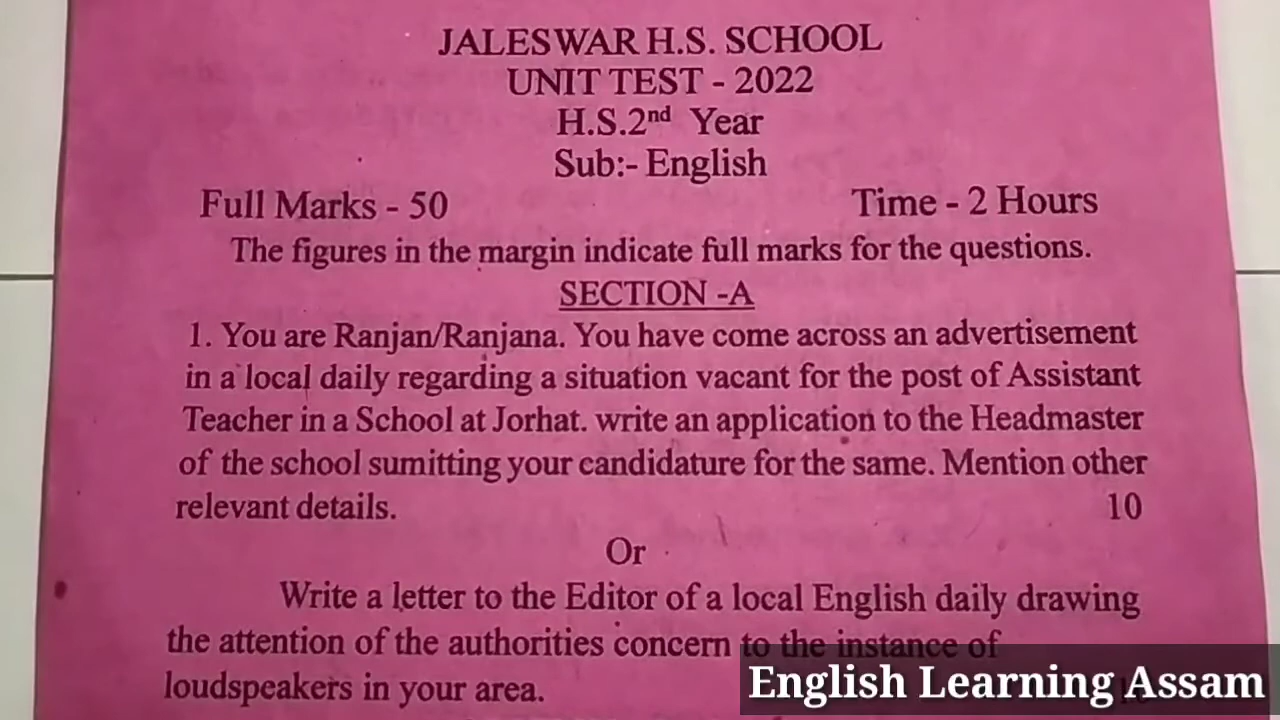 JALESWAR H.S. SCHOOL
UNIT TEST - 2022
H.S.2nd Year
Sub:- English
Full Marks - 50 Time - 2 Hours
The figures in the margin indicate full marks for the questions.
SECTION -A
1. You are Ranjan/Ranjana. You have come across an advertisement
in a local daily regarding a situation vacant for the post of Assistant
Teacher in a School at Jorhat. write an application to the Headmaster
of the school sumitting your candidature for the same. Mention other
relevant details. 10
Or
Write a letter to the Editor of a local English daily drawing
the attention of the authorities concern to the instance of
loudspeakers in your area.
English Learning Assam